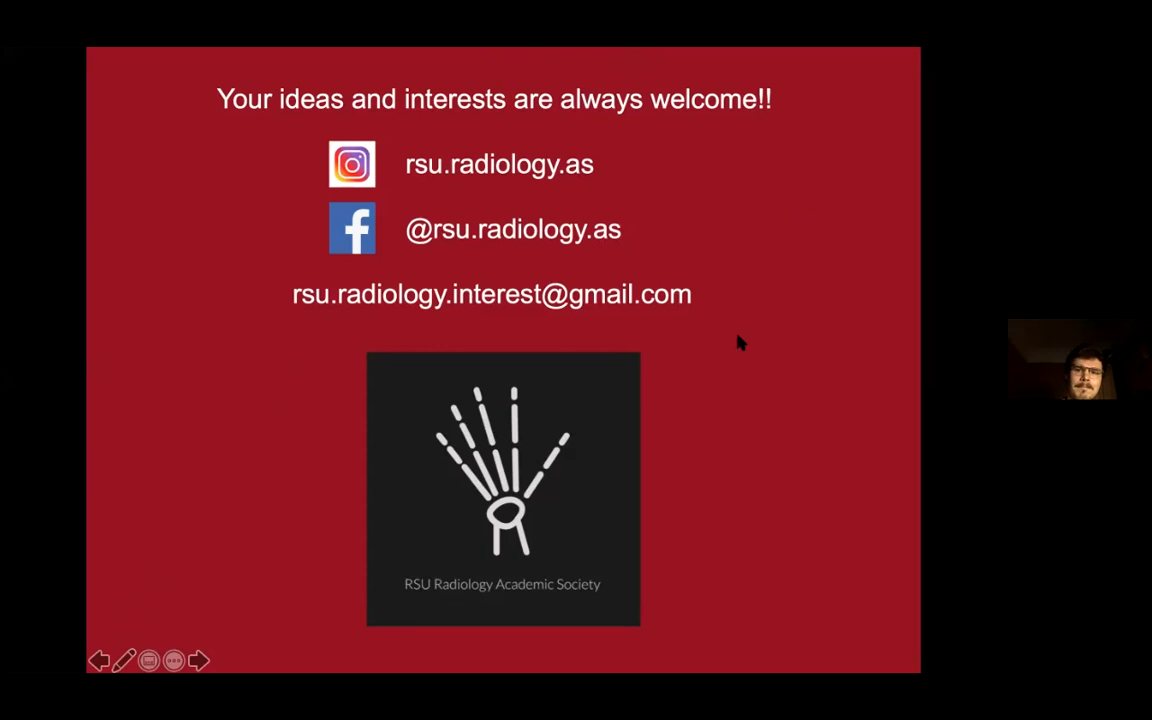 Your ideas and interests are always welcome!!
rsu.radiology.as
@rsu.radiology.as
rsu.radiology.interest@gmail.com
RSU Radiology Academic Society